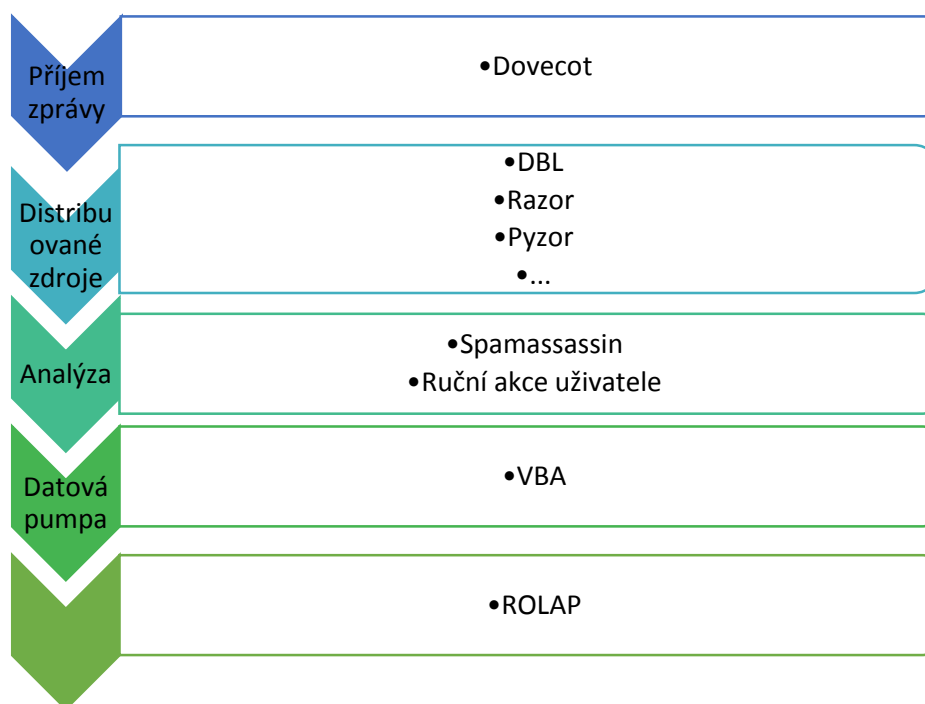 Příjem
zprávy
•Dovecot
Distribu
ované
zdroje
•DBL
•Razor
•Pyzor
•...
Analýza
•Spamassassin
•Ruční akce uživatele
Datová
pumpa
•VBA
•ROLAP